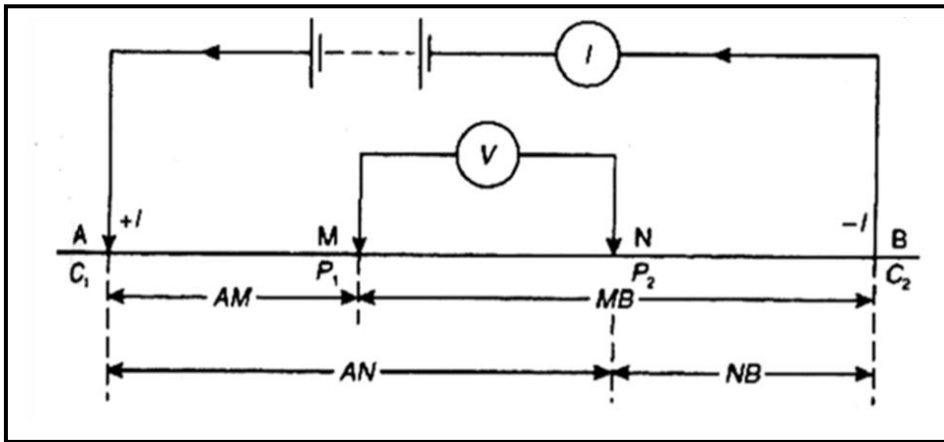 I
V
A +I M N -I B
C₁ P₁ P₂ C₂
AM MB
AN NB